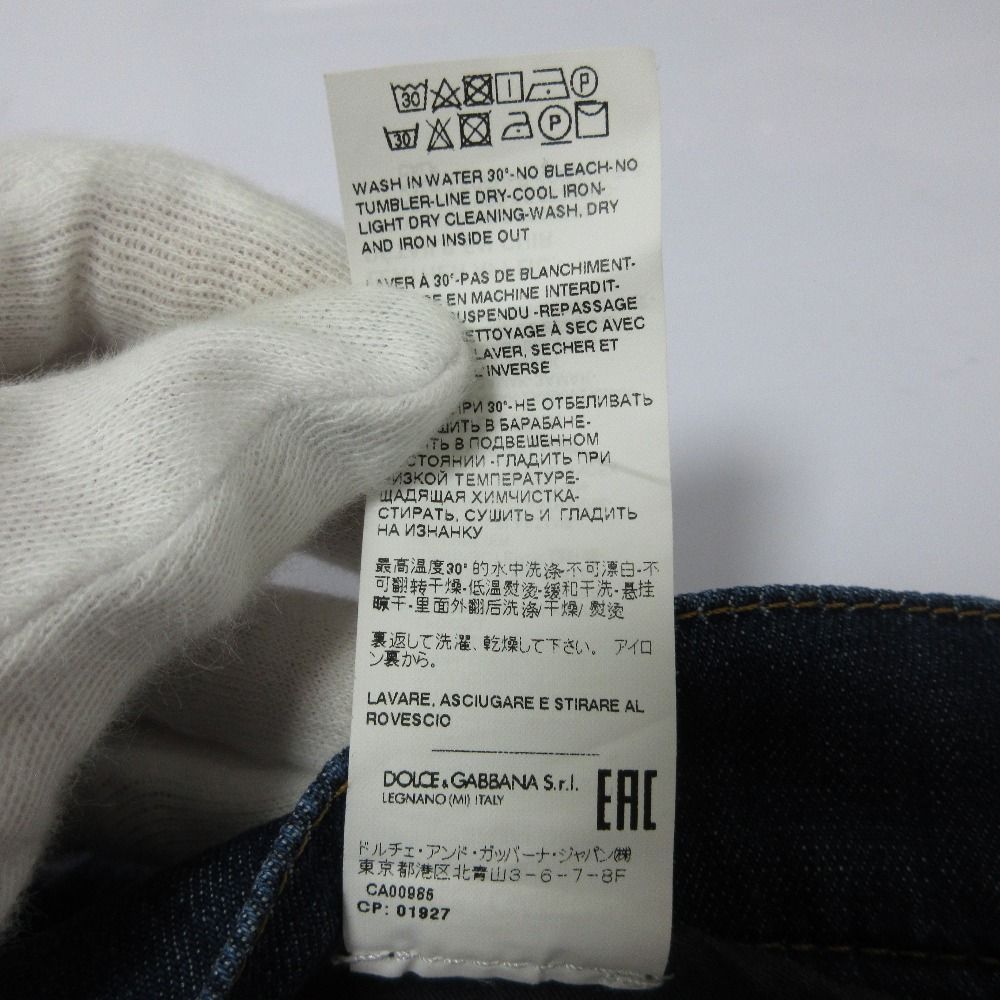 30 P
30 P
WASH IN WATER 30°-NO BLEACH-NO
TUMBLER-LINE DRY-COOL IRON-
LIGHT DRY CLEANING-WASH, DRY
AND IRON INSIDE OUT
LAVER À 30°-PAS DE BLANCHIMENT-
EN MACHINE INTERDIT-
SUSPENDU -REPASSAGE
NETTOYAGE À SEC AVEC
LAVER, SECHER ET
L'INVERSE
ПРИ 30°-НЕ ОТБЕЛИВАТЬ
В БАРАБАНЕ-
В ПОДВЕШЕННОМ
СОСТОЯНИИ -ГЛАДИТЬ ПРИ
НИЗКОЙ ТЕМПЕРАТУРЕ-
ЩАДЯЩАЯ ХИМЧИСТКА-
СТИРАТЬ, СУШИТЬ И ГЛАДИТЬ
НА ИЗНАНКУ
最高温度30°的水中洗涤-不可漂白-不
可翻转干燥-低温熨烫-缓和干洗-悬挂
晾干-里面外翻后洗涤/干燥/熨烫
裏返して洗濯、乾燥して下さい。 アイロ
ン裏から。
LAVARE, ASCIUGARE E STIRARE AL
ROVESCIO
DOLCE & GABBANA S.r.l.
LEGNANO (MI) ITALY
EAC
ドルチェ・アンド・ガッバーナ・ジャパン㈱
東京都港区北青山3-6-7-8F
CA00985
CP: 01927